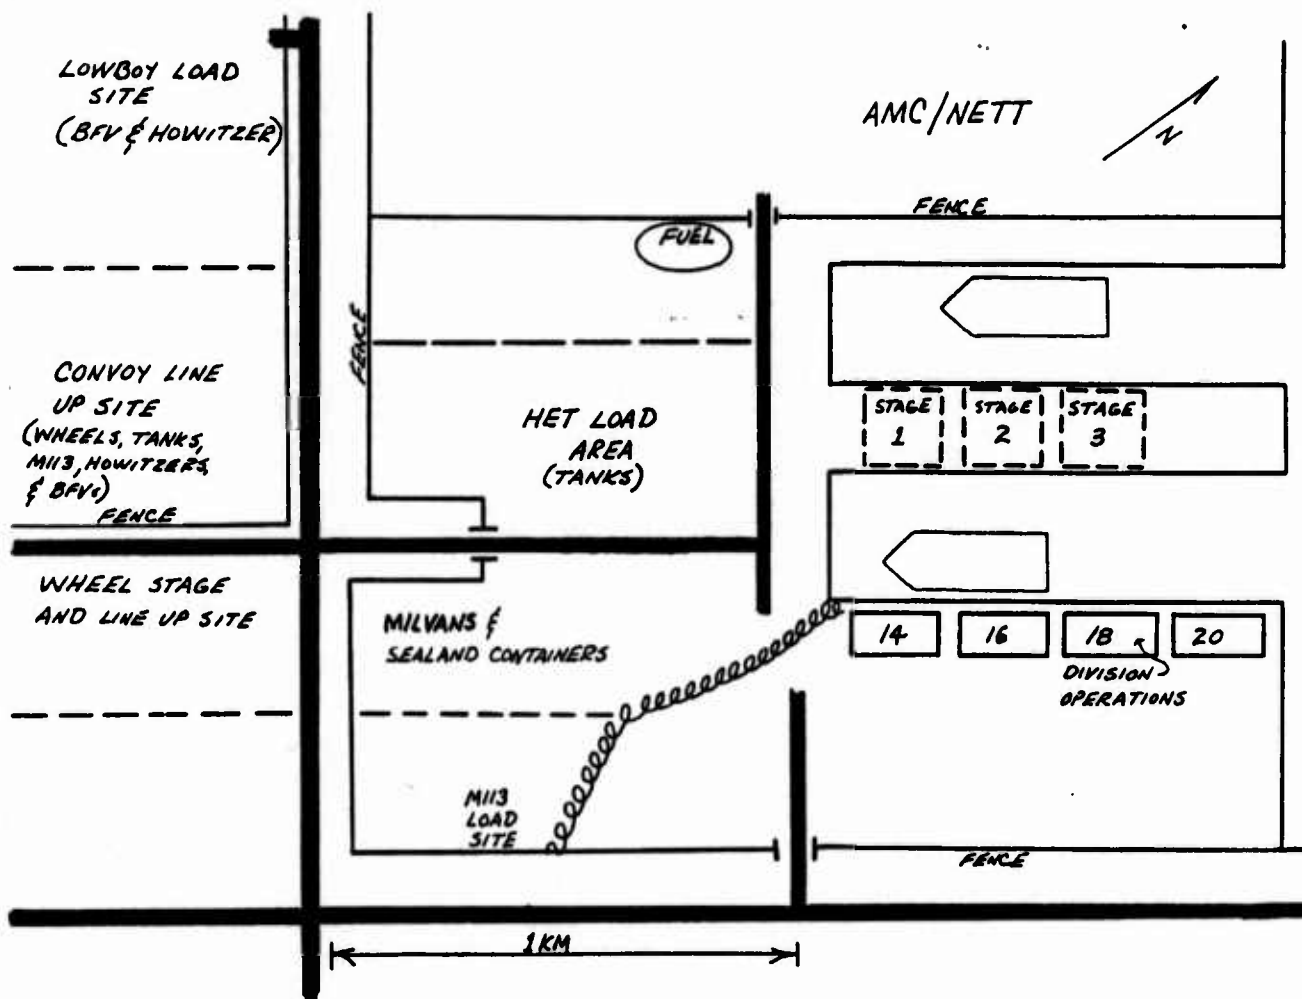 LOWBOY LOAD
SITE
(BFV & HOWITZER)
AMC/NETT
N
FENCE
FUEL
FENCE
CONVOY LINE
UP SITE
(WHEELS, TANKS,
M113, HOWITZERS,
& BFVs)
FENCE
HET LOAD
AREA
(TANKS)
STAGE
1
STAGE
2
STAGE
3
WHEEL STAGE
AND LINE UP SITE
MILVANS &
SEALAND CONTAINERS
14
16
18
20
DIVISION
OPERATIONS
M113
LOAD
SITE
FENCE
1KM